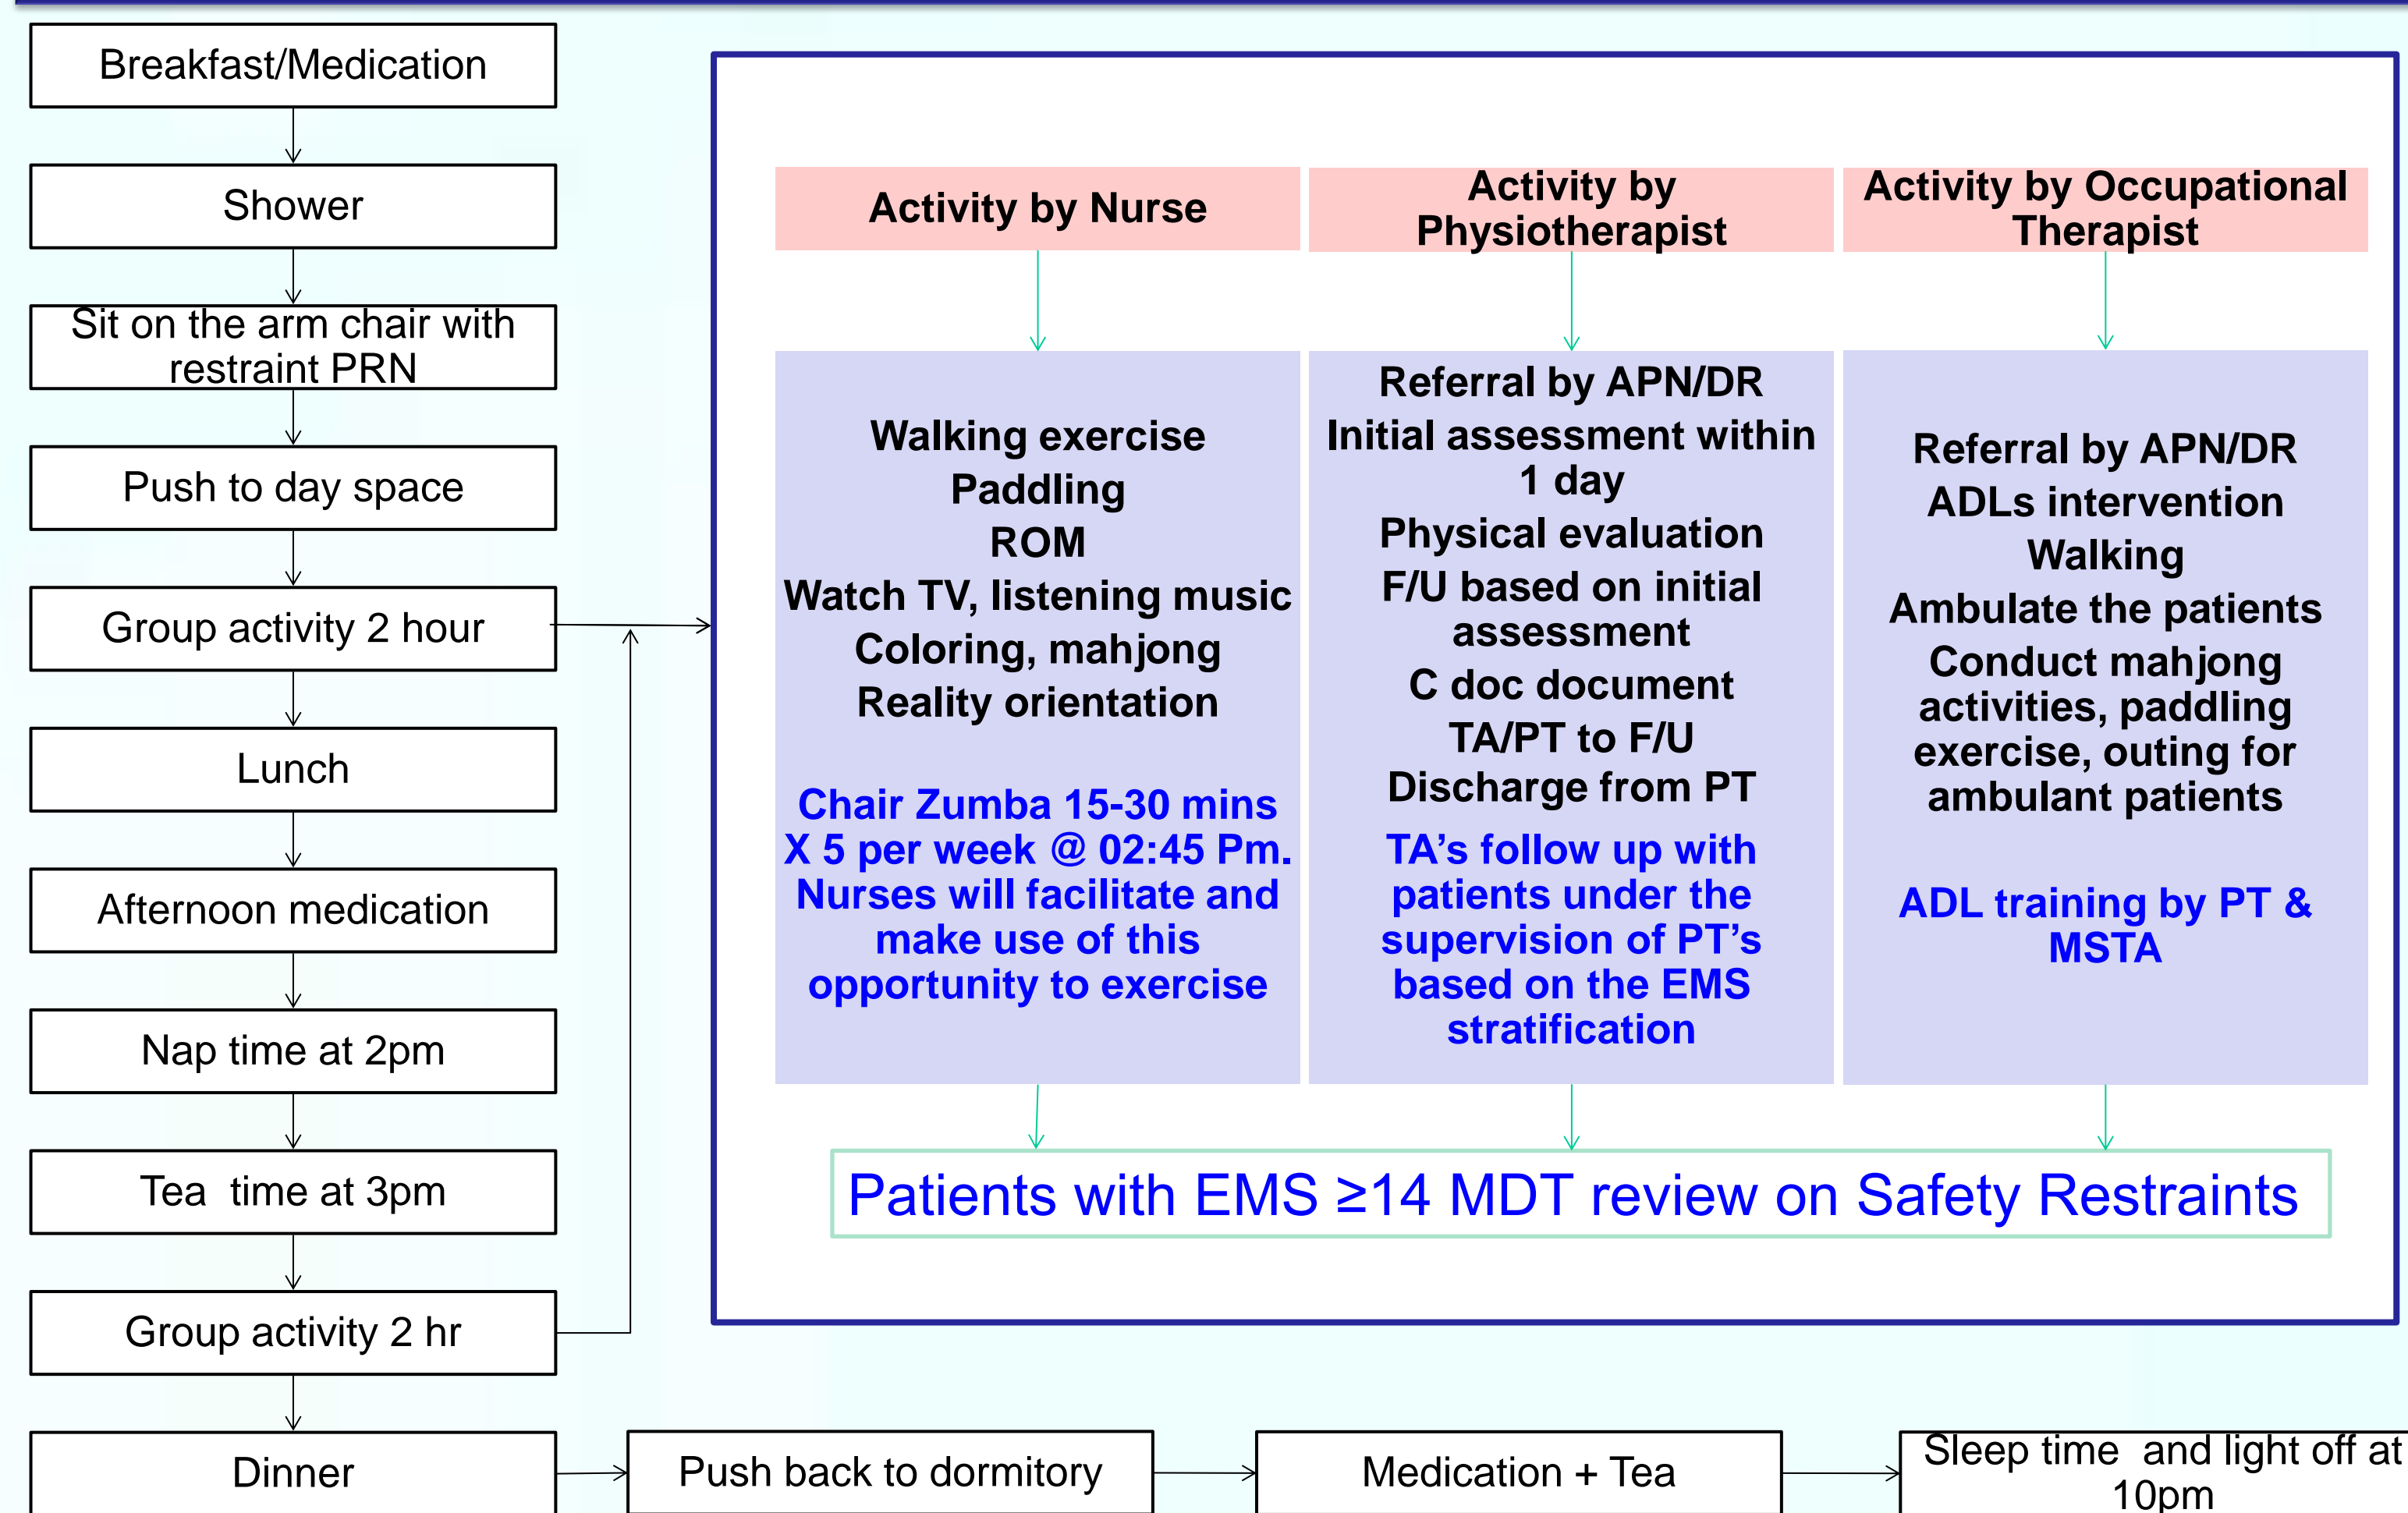 Breakfast/Medication
Shower
Sit on the arm chair with
restraint PRN
Push to day space
Group activity 2 hour
Lunch
Afternoon medication
Nap time at 2pm
Tea  time at 3pm
Group activity 2 hr
Dinner
Push back to dormitory
Medication + Tea
Sleep time  and light off at
10pm
Activity by Nurse
Walking exercise
Paddling
ROM
Watch TV, listening music
Coloring, mahjong
Reality orientation
Chair Zumba 15-30 mins
X 5 per week @ 02:45 Pm.
Nurses will facilitate and
make use of this
opportunity to exercise
Activity by
Physiotherapist
Referral by APN/DR
Initial assessment within
1 day
Physical evaluation
F/U based on initial
assessment
C doc document
TA/PT to F/U
Discharge from PT
TA’s follow up with
patients under the
supervision of PT’s
based on the EMS
stratification
Activity by Occupational
Therapist
Referral by APN/DR
ADLs intervention
Walking
Ambulate the patients
Conduct mahjong
activities, paddling
exercise, outing for
ambulant patients
ADL training by PT &
MSTA
Patients with EMS ≥14 MDT review on Safety Restraints